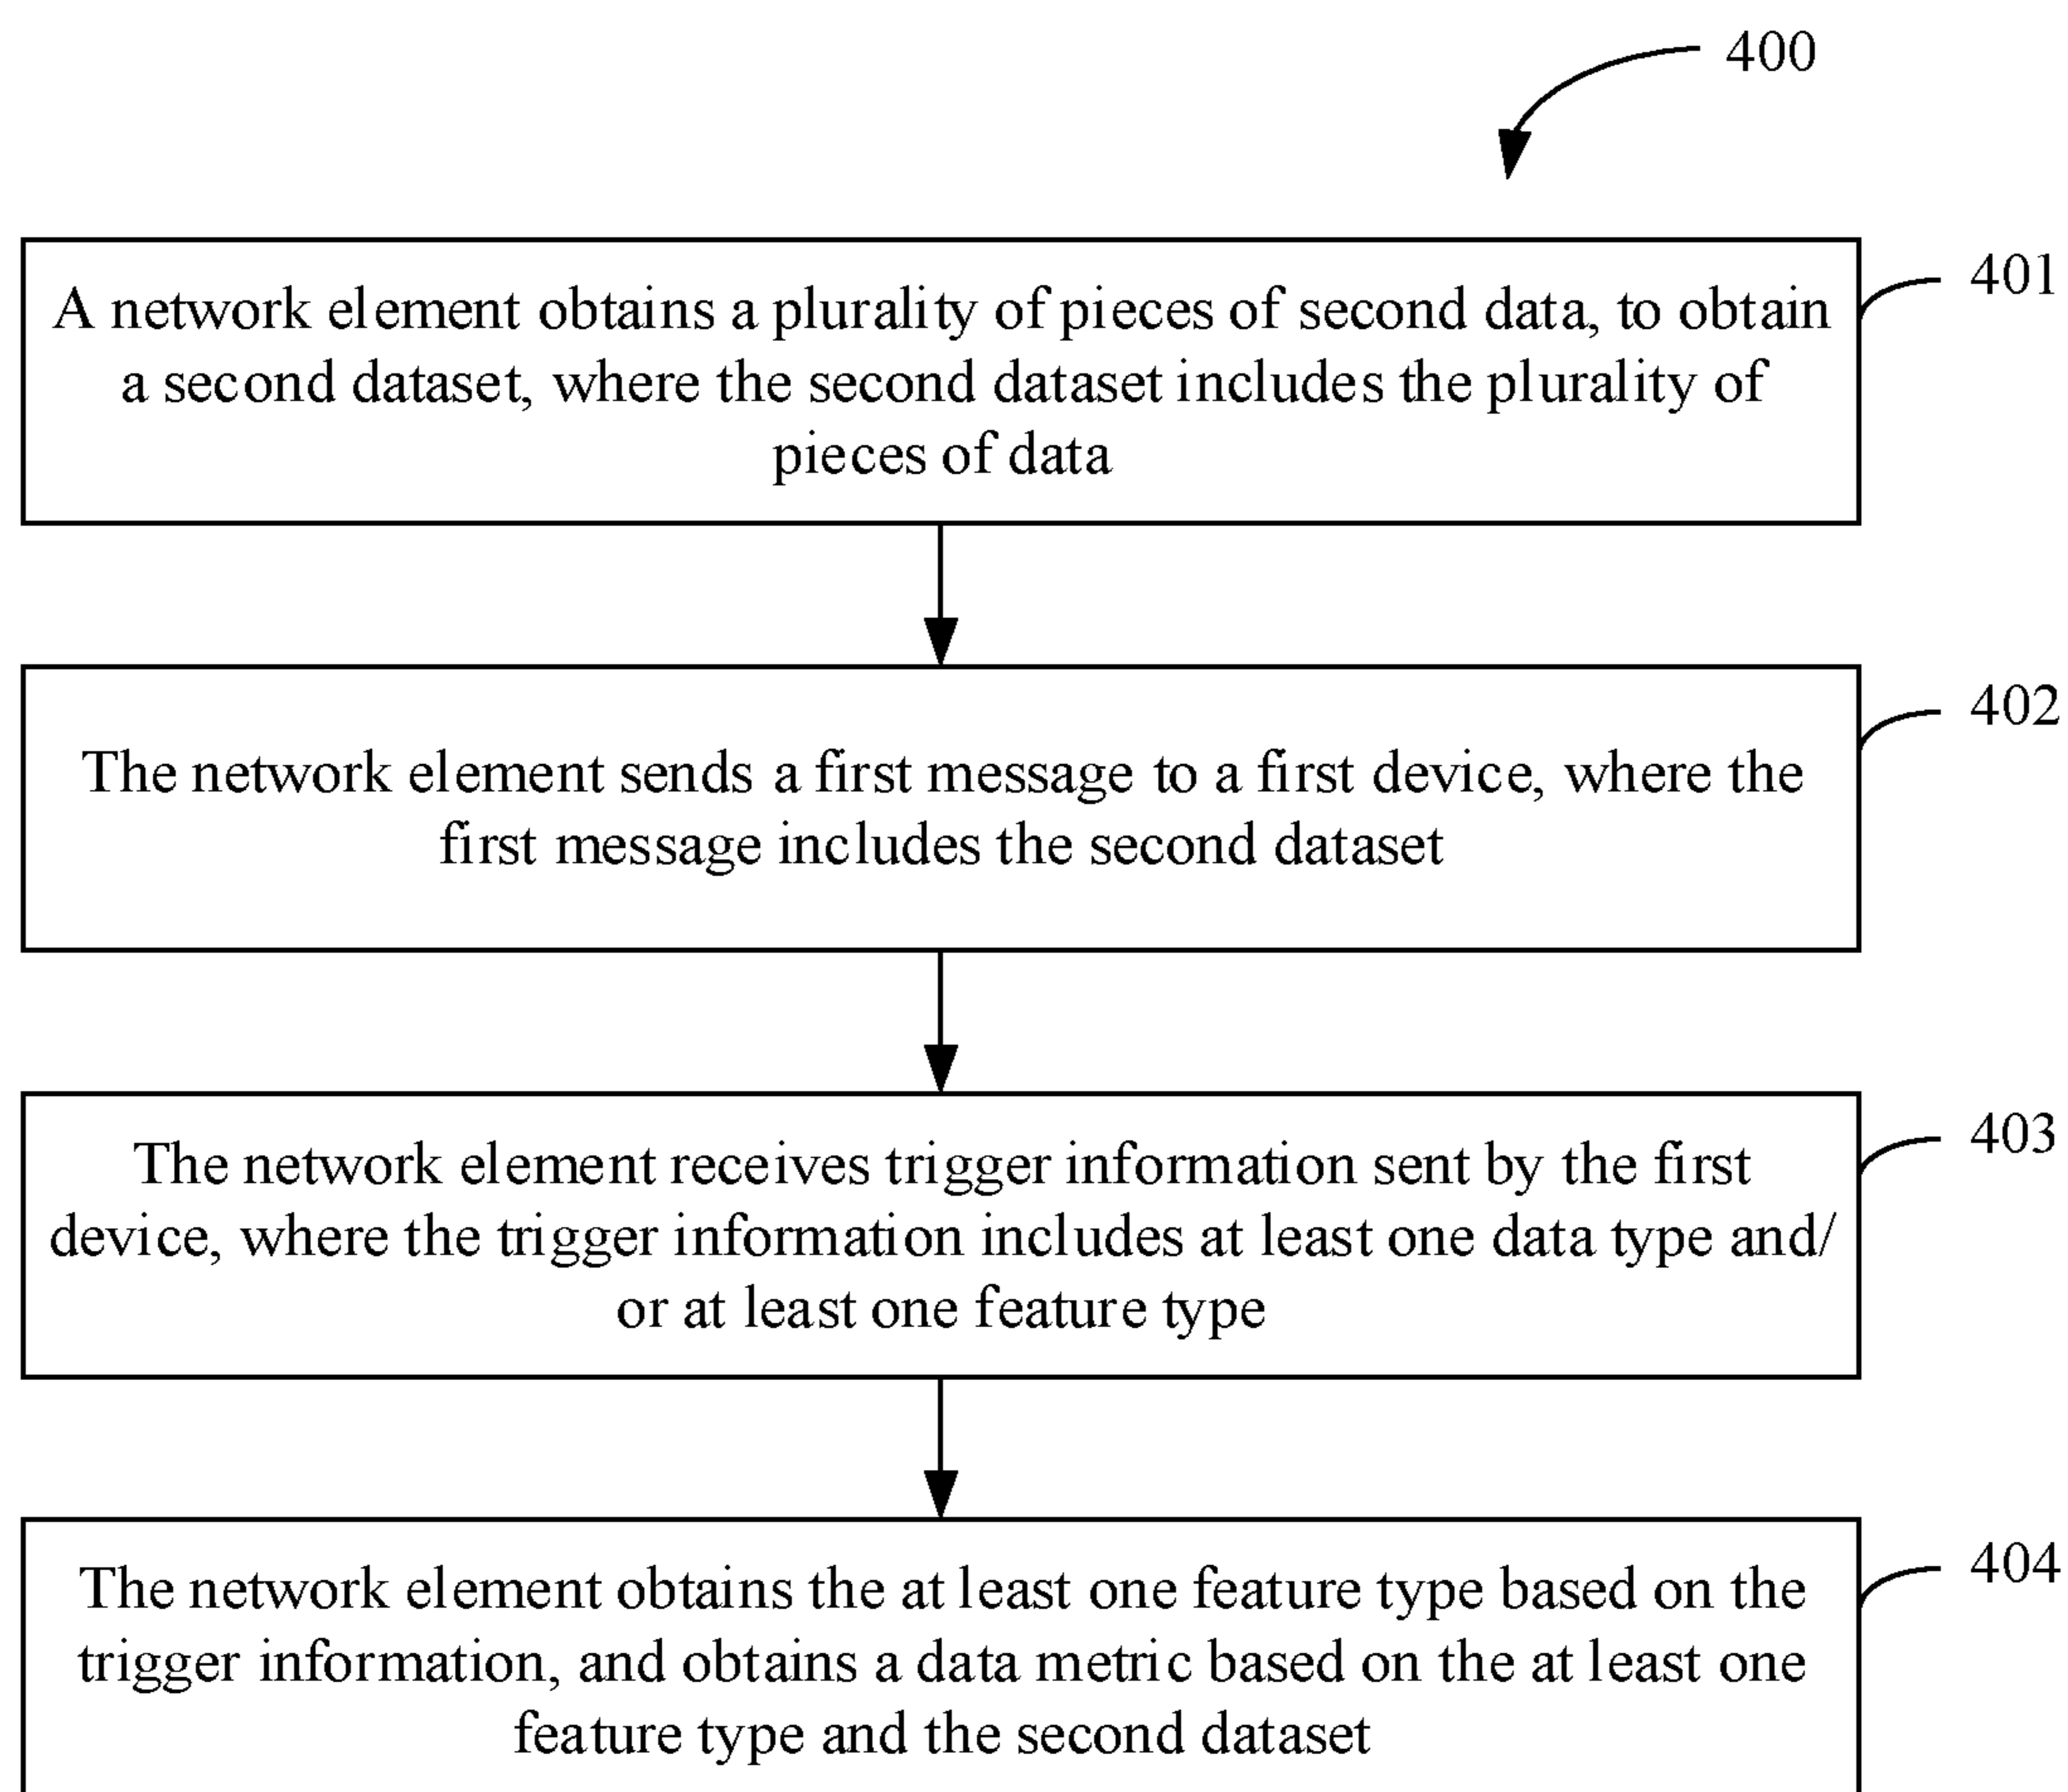 400
401
A network element obtains a plurality of pieces of second data, to obtain
a second dataset, where the second dataset includes the plurality of
pieces of data
402
The network element sends a first message to a first device, where the
first message includes the second dataset
403
The network element receives trigger information sent by the first
device, where the trigger information includes at least one data type and/
or at least one feature type
404
The network element obtains the at least one feature type based on the
trigger information, and obtains a data metric based on the at least one
feature type and the second dataset